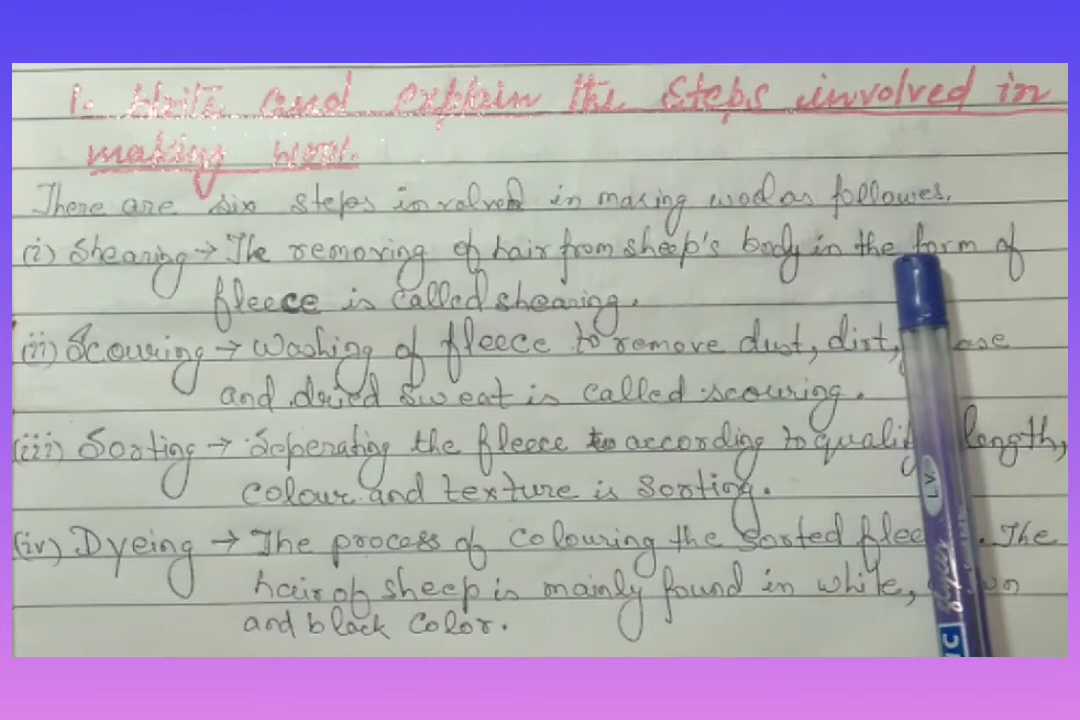 1. Write and explain the steps involved in
making wool.
There are six steps involved in making wool as followes.
(i) Shearing → The removing of hair from sheep's body in the form of
fleece is called shearing.
(ii) Scouring → Washing of fleece to remove dust, dirt,
and dried sweat is called scouring.
(iii) Sorting → Seperating the fleece according to quality length,
colour and texture is sorting.
(iv) Dyeing → The process of colouring the sorted The
hair of sheep is mainly found in white,
and black color.
L.V.